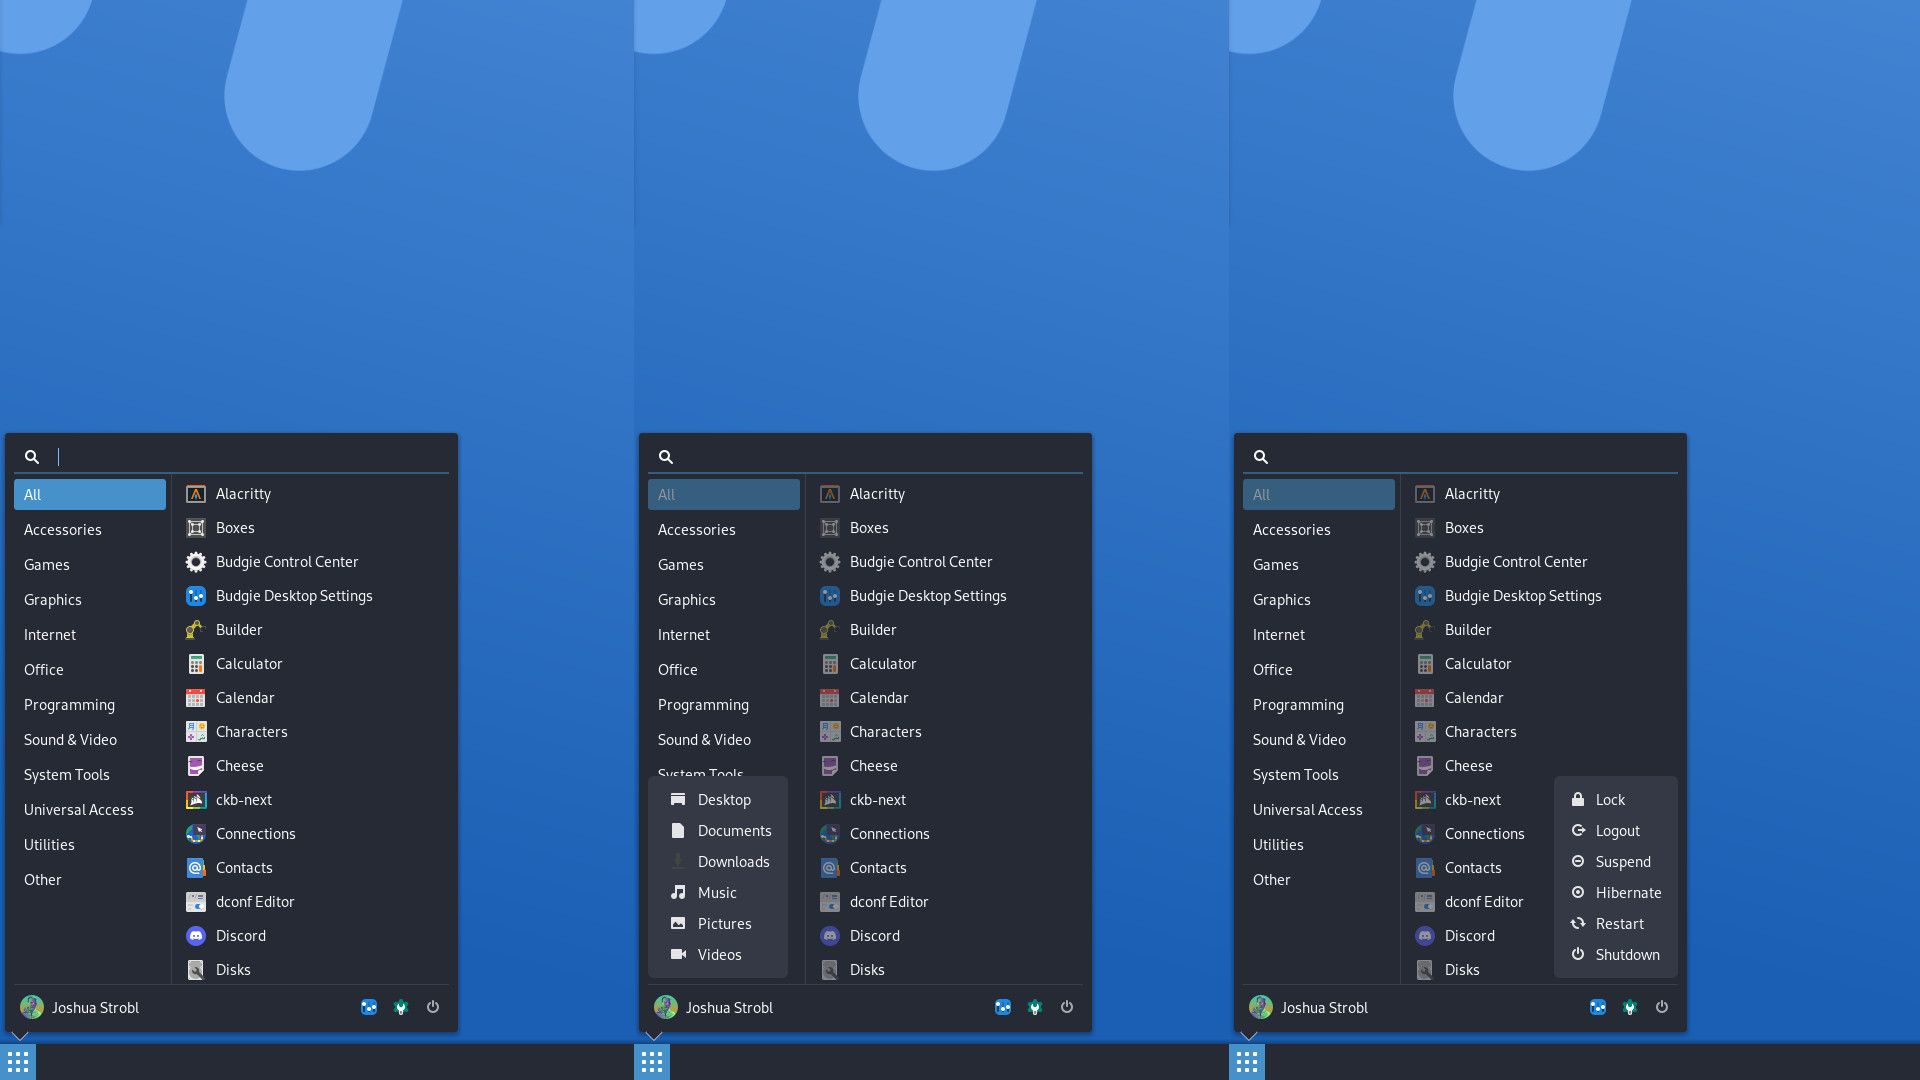 All
Accessories
Games
Graphics
Internet
Office
Programming
Sound & Video
System Tools
Universal Access
Utilities
Other
Alacritty
Boxes
Budgie Control Center
Budgie Desktop Settings
Builder
Calculator
Calendar
Characters
Cheese
ckb-next
Connections
Contacts
dconf Editor
Discord
Disks
Joshua Strobl
All
Accessories
Games
Graphics
Internet
Office
Programming
Sound & Video
System Tools
Desktop
Documents
Downloads
Music
Pictures
Videos
Alacritty
Boxes
Budgie Control Center
Budgie Desktop Settings
Builder
Calculator
Calendar
Characters
Cheese
ckb-next
Connections
Contacts
dconf Editor
Discord
Disks
Joshua Strobl
All
Accessories
Games
Graphics
Internet
Office
Programming
Sound & Video
System Tools
Universal Access
Utilities
Other
Alacritty
Boxes
Budgie Control Center
Budgie Desktop Settings
Builder
Calculator
Calendar
Characters
Cheese
ckb-next
Connections
Contacts
dconf Editor
Discord
Disks
Lock
Logout
Suspend
Hibernate
Restart
Shutdown
Joshua Strobl